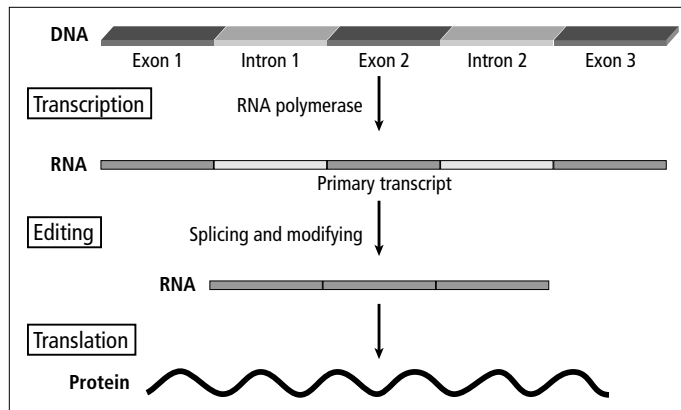 DNA
Exon 1 Intron 1 Exon 2 Intron 2 Exon 3
Transcription
RNA polymerase
RNA
Primary transcript
Editing
Splicing and modifying
RNA
Translation
Protein